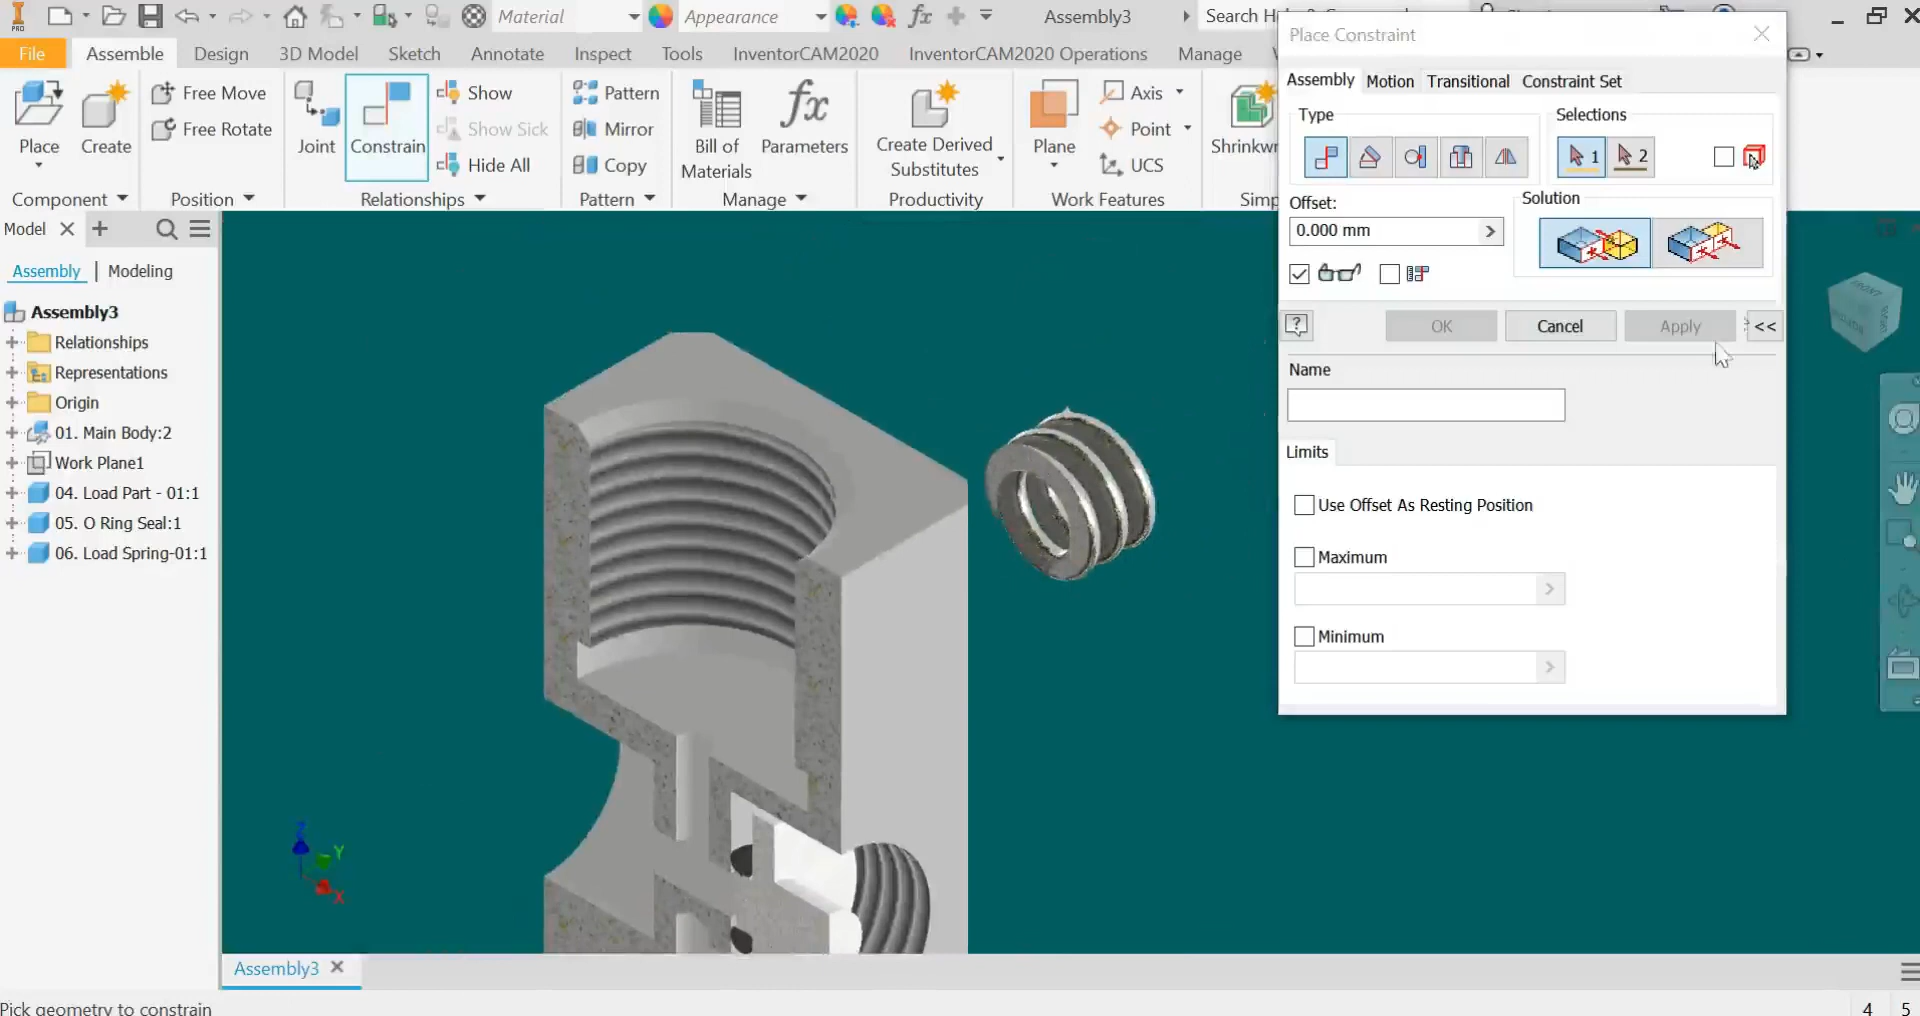 Material
Appearance
fx
Assembly3
Search Help &
PRO
File
Assemble
Design
3D Model
Sketch
Annotate
Inspect
Tools
InventorCAM2020
InventorCAM2020 Operations
Manage
Place
Create
Free Move
Free Rotate
Joint
Constrain
Show
Show Sick
Hide All
Pattern
Mirror
Copy
Bill of
Materials
fx
Parameters
Create Derived
Substitutes
Plane
Axis
Point
UCS
Shrinkwr
Component
Position
Relationships
Pattern
Manage
Productivity
Work Features
Simp
Model
Assembly | Modeling
Assembly3
Relationships
Representations
Origin
01. Main Body:2
Work Plane1
04. Load Part - 01:1
05. O Ring Seal:1
06. Load Spring-01:1
Place Constraint
Assembly
Motion
Transitional
Constraint Set
Type
Selections
1
2
Offset:
0.000 mm
Solution
?
OK
Cancel
Apply
<<
Name
Limits
Use Offset As Resting Position
Maximum
Minimum
FRONT
Z
Y
X
Assembly3
Pick geometry to constrain
4 5